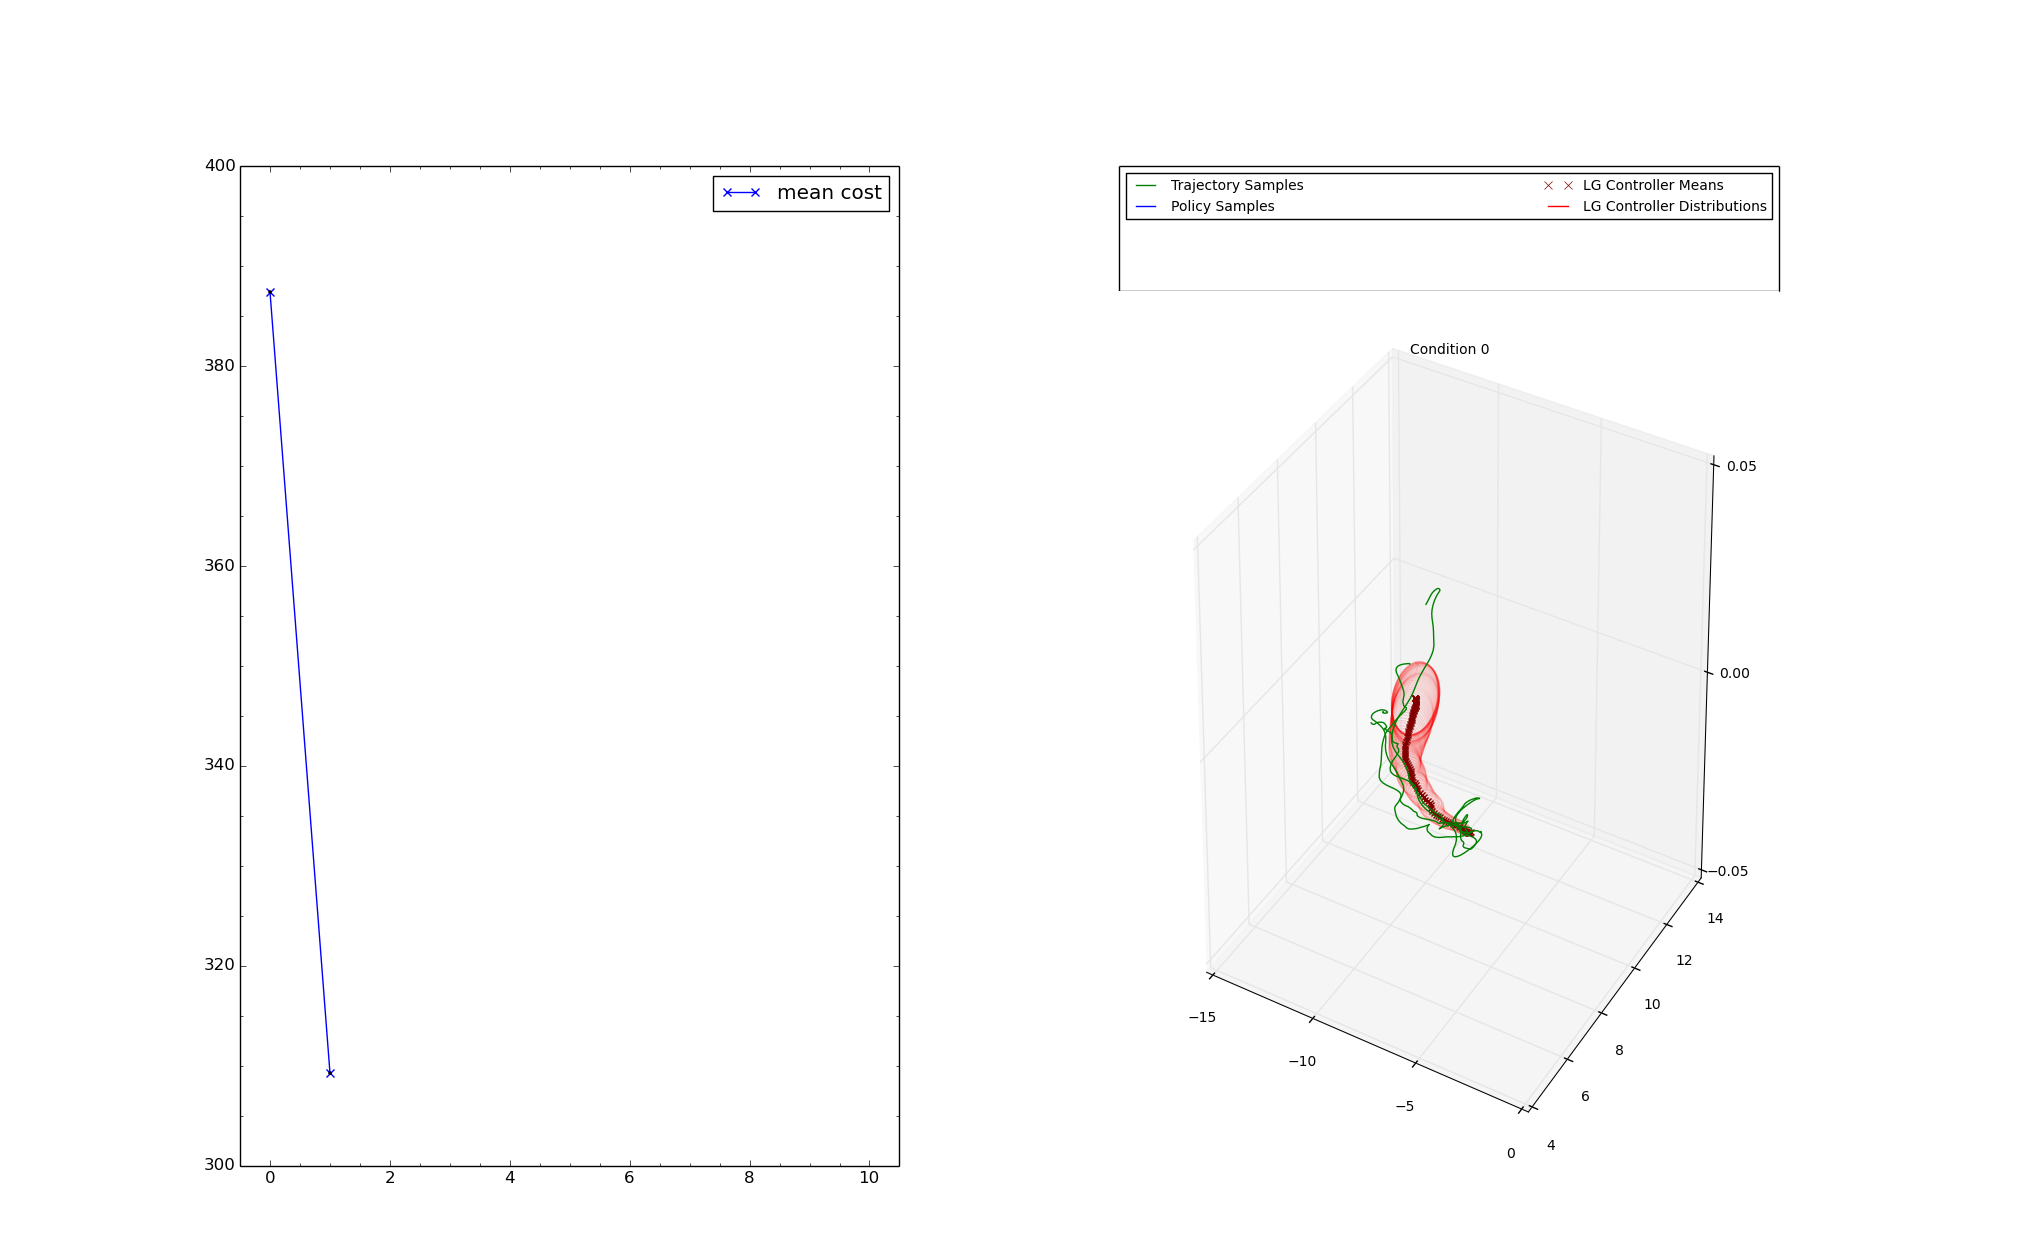 400
380
360
340
320
300
0 2 4 6 8 10
mean cost
Trajectory Samples
Policy Samples
LG Controller Means
LG Controller Distributions
Condition 0
0.05
0.00
−0.05
14
12
10
8
6
4
−15
−10
−5
0